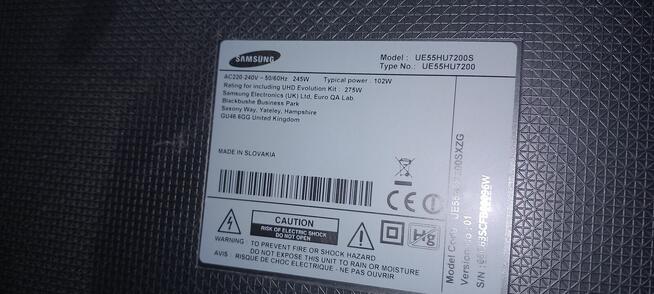 SAMSUNG
Model : UE55HU7200S
Type No.: UE55HU7200
AC220-240V ~ 50/60Hz 245W Typical power : 102W
Rating for including UHD Evolution Kit : 275W
Samsung Electronics (UK) Ltd, Euro QA Lab.
Blackbushe Business Park
Saxony Way, Yateley, Hampshire
GU46 6GG United Kingdom
MADE IN SLOVAKIA
CE
WARNING
CAUTION
RISK OF ELECTRIC SHOCK
DO NOT OPEN
Hg
TO PREVENT FIRE OR SHOCK HAZARD
DO NOT EXPOSE THIS UNIT TO RAIN OR MOISTURE
AVIS : RISQUE DE CHOC ELECTRIQUE - NE PAS OUVRIR
Model Code
Version No : 01
S/N :